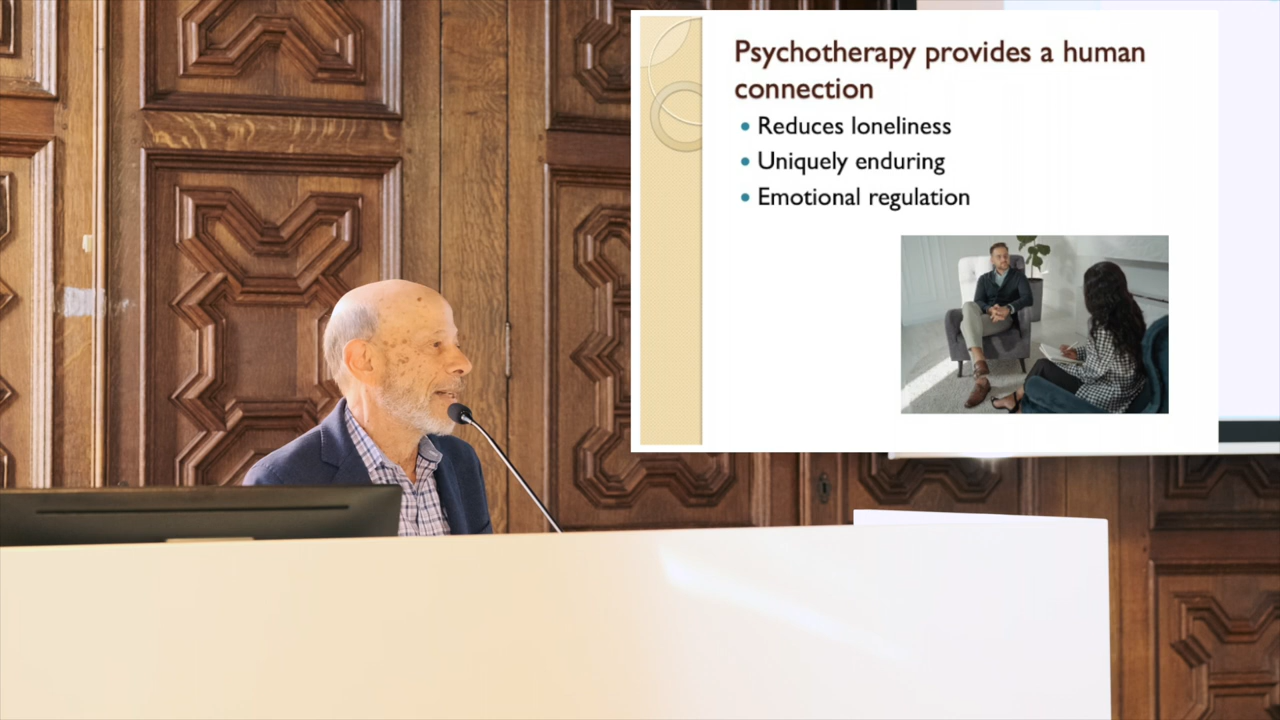 Psychotherapy provides a human
connection
• Reduces loneliness
• Uniquely enduring
• Emotional regulation